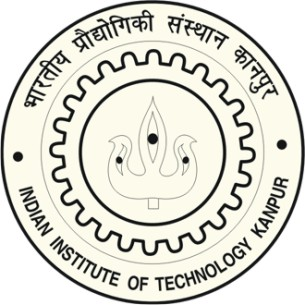 भारतीय प्रौद्योगिकी संस्थान कानपुर
INDIAN INSTITUTE OF TECHNOLOGY KANPUR